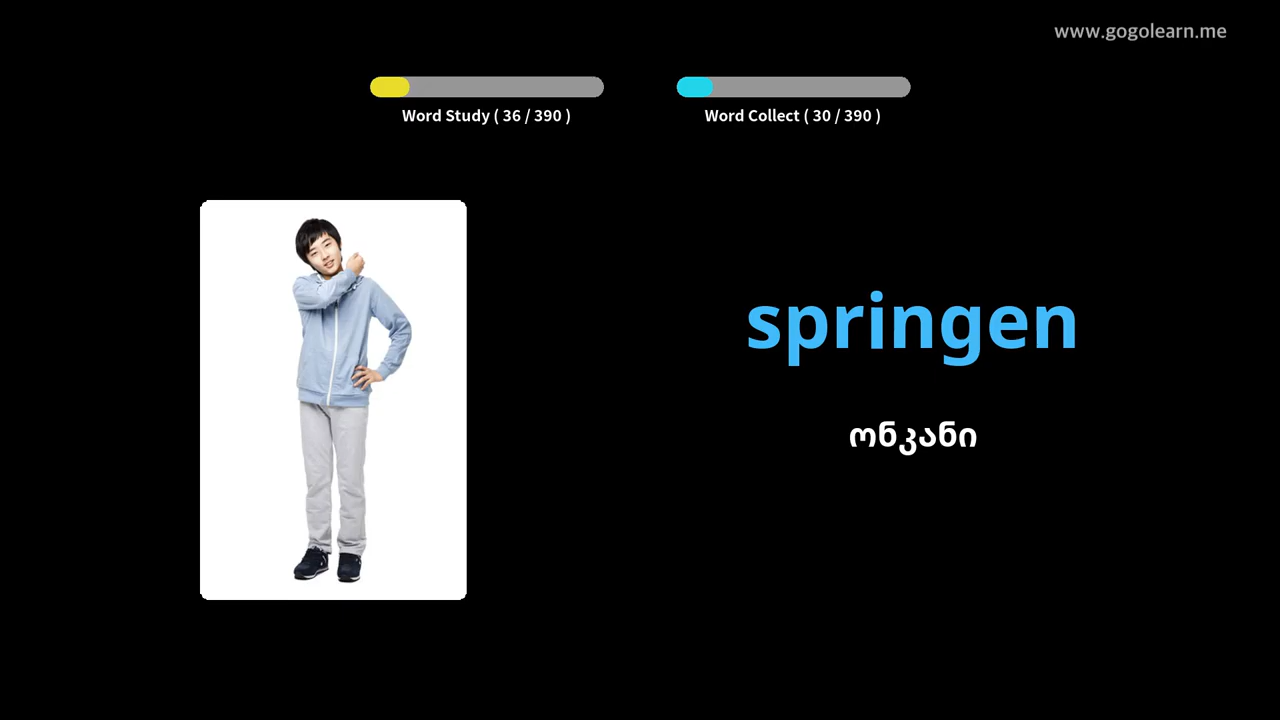 www.gogolearn.me
Word Study ( 36 / 390 )
Word Collect ( 30 / 390 )
springen
ონკანი